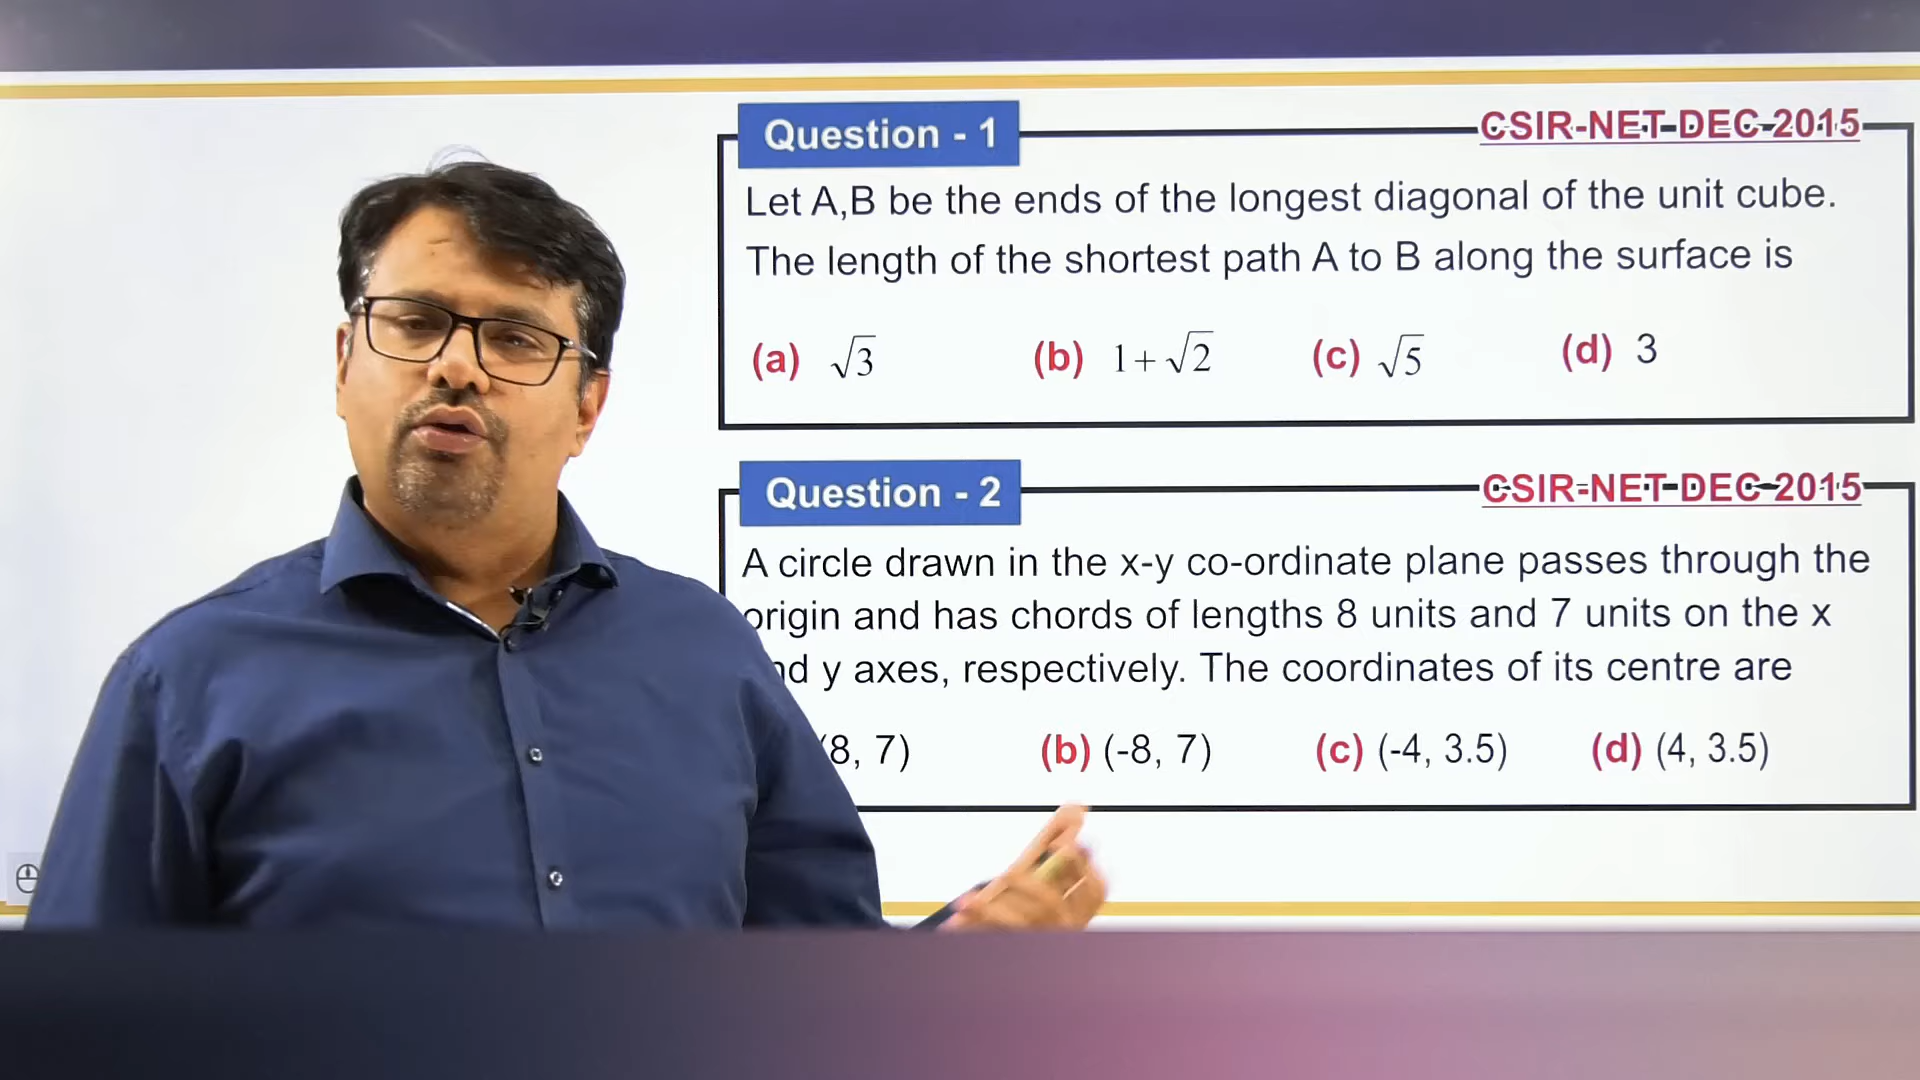 Question - 1
CSIR-NET-DEC-2015
Let A,B be the ends of the longest diagonal of the unit cube.
The length of the shortest path A to B along the surface is
(a) √3 (b) 1+√2 (c) √5 (d) 3
Question - 2
CSIR-NET-DEC-2015
A circle drawn in the x-y co-ordinate plane passes through the
origin and has chords of lengths 8 units and 7 units on the x
y axes, respectively. The coordinates of its centre are
8, 7) (b) (-8, 7) (c) (-4, 3.5) (d) (4, 3.5)